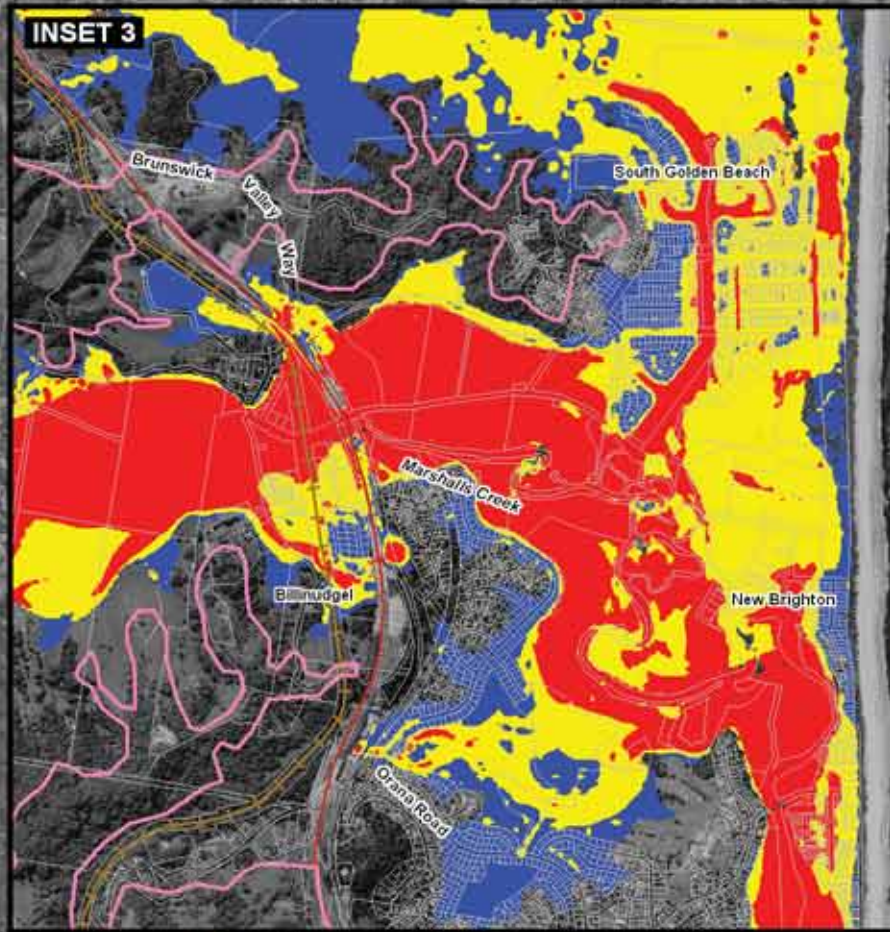 INSET 3
Brunswick
Valley
Way
South Golden Beach
Marshalls Creek
Billinudgel
New Brighton
Orana Road